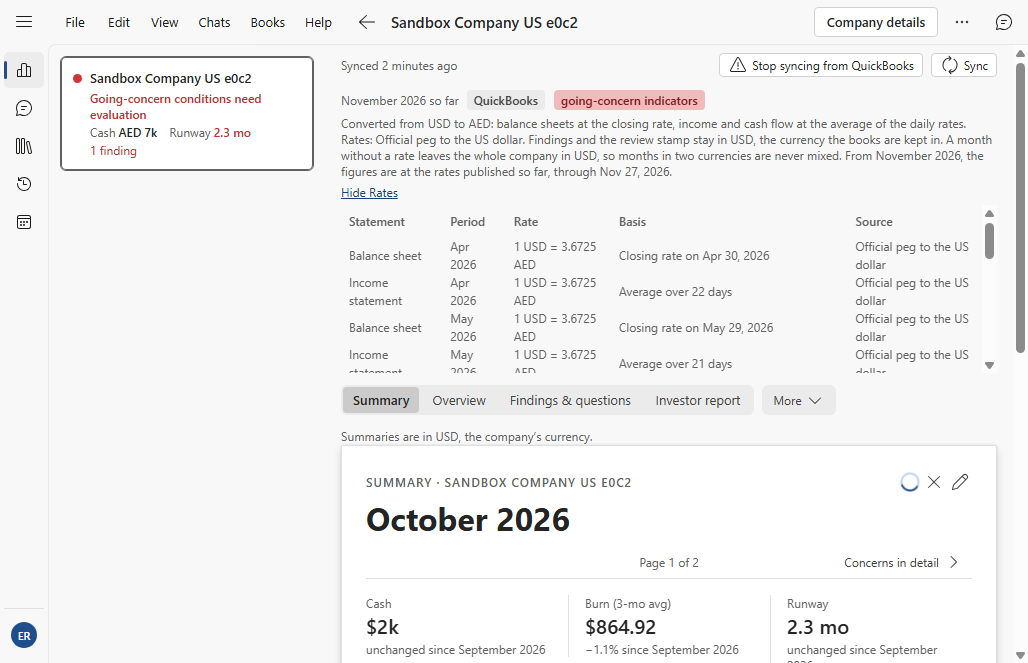 File Edit View Chats Books Help Sandbox Company US e0c2 Company details
Sandbox Company US e0c2
Going-concern conditions need
evaluation
Cash AED 7k Runway 2.3 mo
1 finding
Synced 2 minutes ago Stop syncing from QuickBooks Sync
November 2026 so far QuickBooks going-concern indicators
Converted from USD to AED: balance sheets at the closing rate, income and cash flow at the average of the daily rates.
Rates: Official peg to the US dollar. Findings and the review stamp stay in USD, the currency the books are kept in. A month
without a rate leaves the whole company in USD, so months in two currencies are never mixed. From November 2026, the
figures are at the rates published so far, through Nov 27, 2026.
Hide Rates
Statement Period Rate Basis Source
Balance sheet Apr 2026 1 USD = 3.6725 AED Closing rate on Apr 30, 2026 Official peg to the US dollar
Income statement Apr 2026 1 USD = 3.6725 AED Average over 22 days Official peg to the US dollar
Balance sheet May 2026 1 USD = 3.6725 AED Closing rate on May 29, 2026 Official peg to the US dollar
Income statement May 2026 1 USD = 3.6725 AED Average over 21 days Official peg to the US dollar
Summary Overview Findings & questions Investor report More
Summaries are in USD, the company's currency.
SUMMARY · SANDBOX COMPANY US E0C2
October 2026
Page 1 of 2 Concerns in detail
Cash Burn (3-mo avg) Runway
$2k $864.92 2.3 mo
unchanged since September 2026 −1.1% since September 2026 unchanged since September
2026
ER